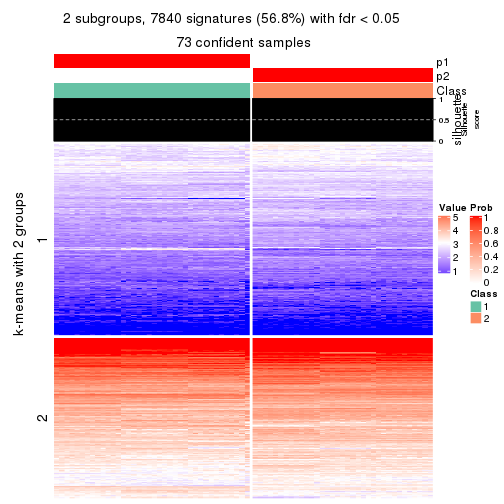 2 subgroups, 7840 signatures (56.8%) with fdr < 0.05
73 confident samples
p1
p2
Class
1
0.5
0
silhouette
Silhouette
score
k-means with 2 groups
1
2
Value
5
4
3
2
1
Prob
1
0.8
0.6
0.4
0.2
0
Class
1
2